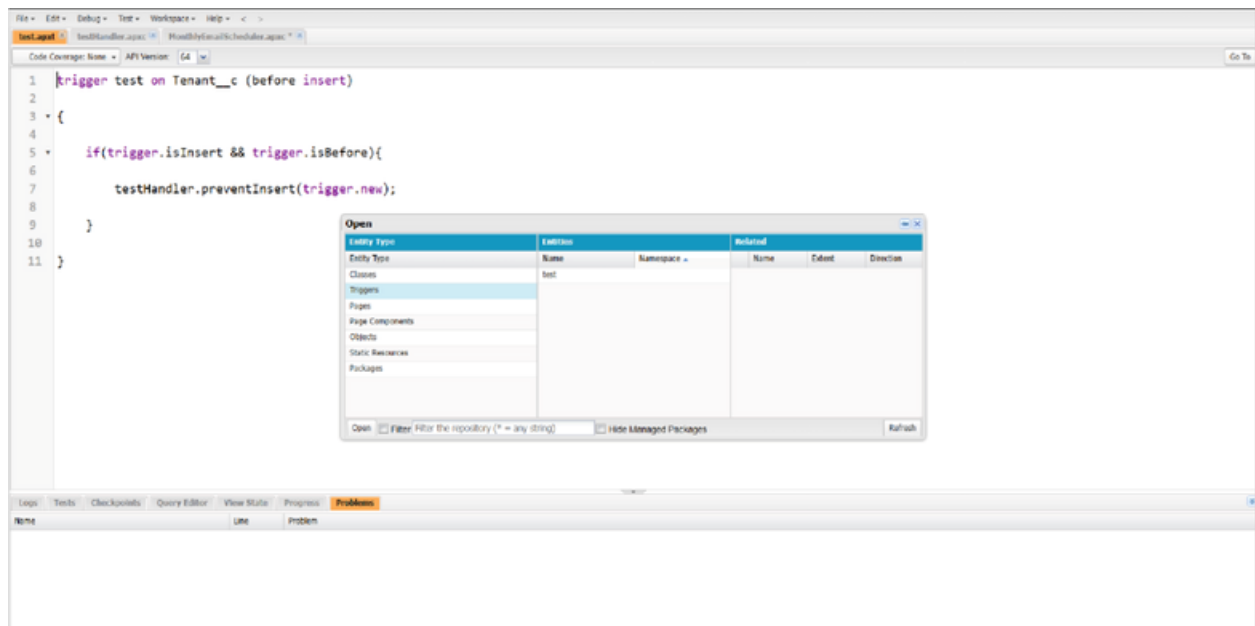 File Edit Debug Test Workspace Help < >
test.apxt testHandler.apxc MonthlyEmailScheduler.apxc *
Code Coverage: None API Version: 64 Go To
1 trigger test on Tenant__c (before insert)
2
3 {
4
5 if(trigger.isInsert && trigger.isBefore){
6
7 testHandler.preventInsert(trigger.new);
8
9 }
10
11 }
Open
Entity Type Entities Related
Entity Type Name Namespace Name Extent Direction
Classes test
Triggers
Pages
Page Components
Objects
Static Resources
Packages
Open Filter Filter the repository (* = any string) Hide Managed Packages Refresh
Logs Tests Checkpoints Query Editor View State Progress Problems
Name Line Problem